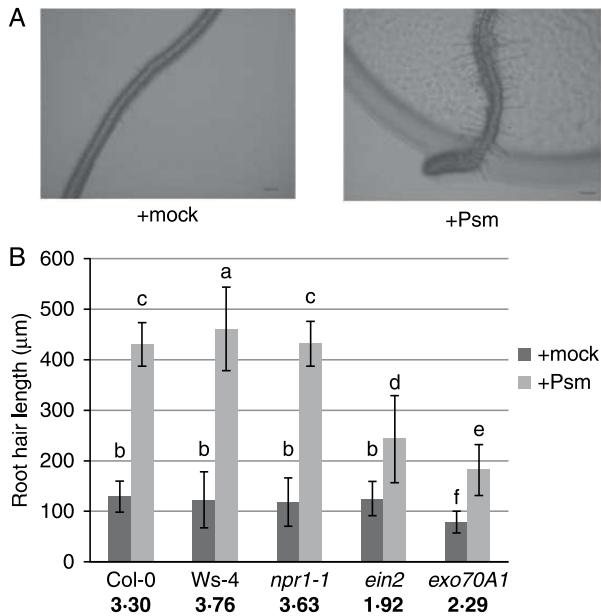 A
+mock
+Psm
B
Root hair length (μm)
600
500
400
300
200
100
0
b
c
b
a
b
c
b
d
f
e
+mock
+Psm
Col-0
Ws-4
npr1-1
ein2
exo70A1
3·30
3·76
3·63
1·92
2·29